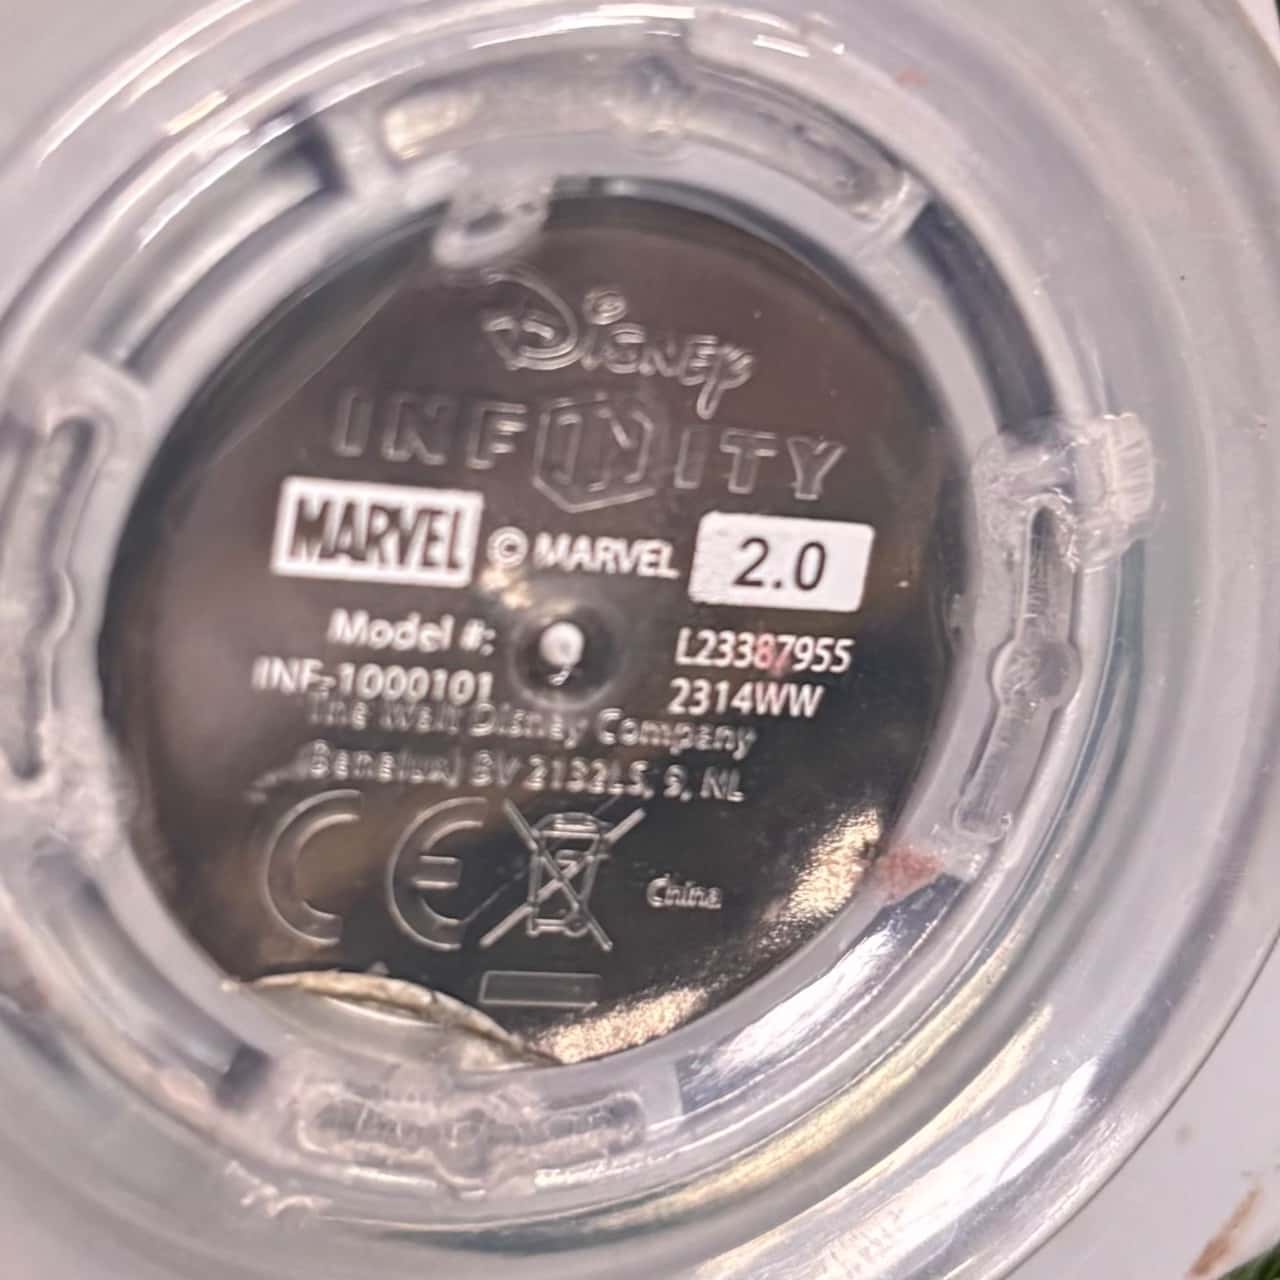 Disney
INFINITY
MARVEL © MARVEL 2.0
Model #: L23387955
INF-1000101 2314WW
The Walt Disney Company
(Benelux) BV 2132LS, 9, NL
CE
China